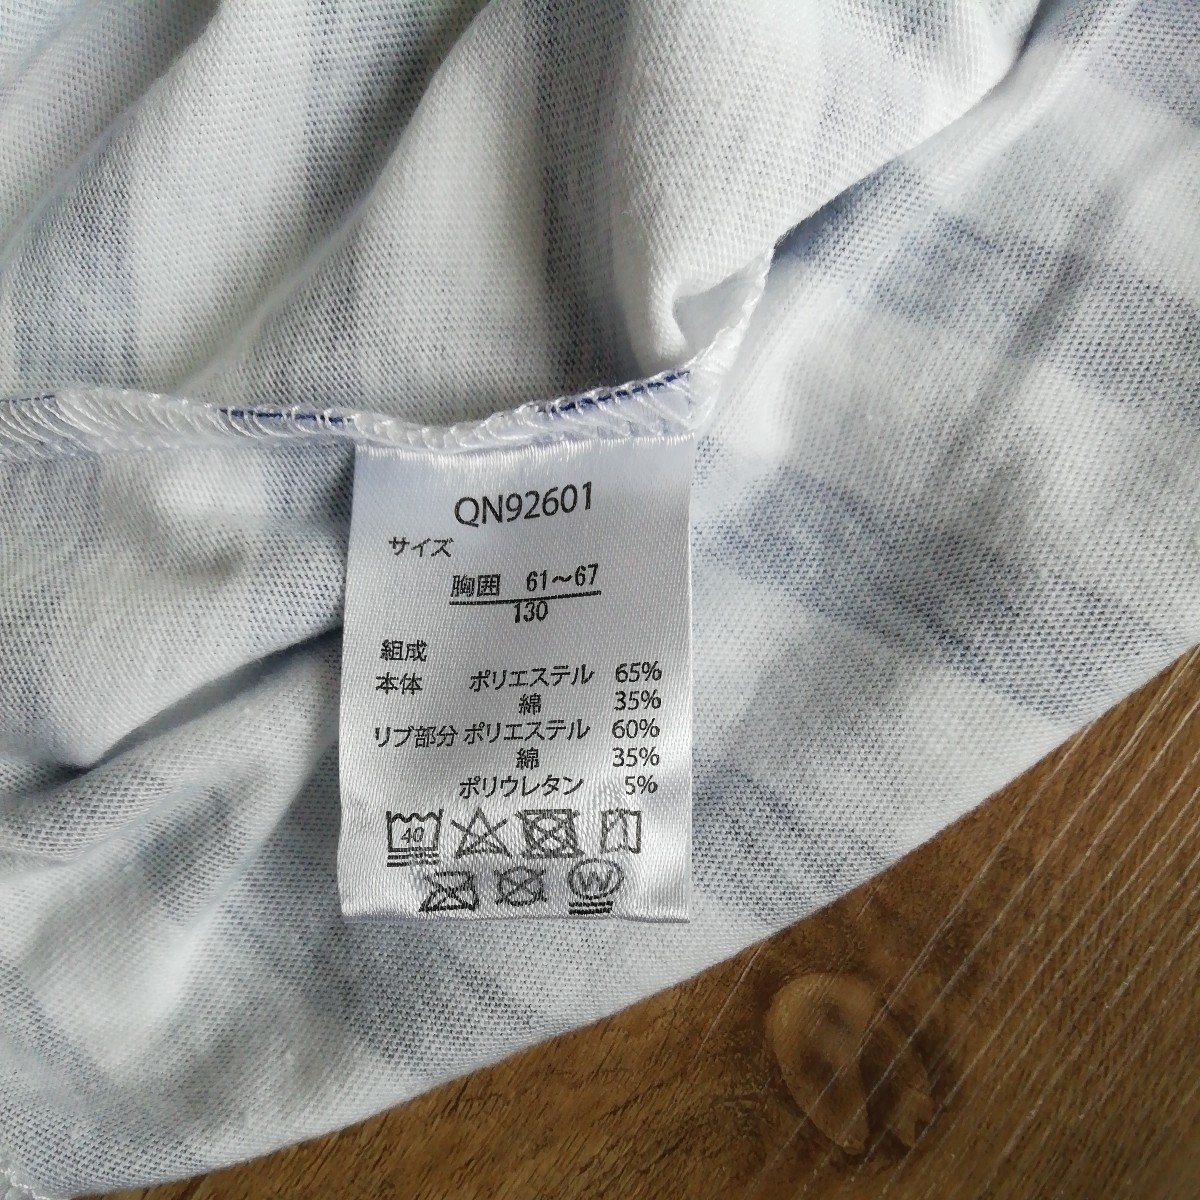 QN92601
サイズ
胸囲 61～67
130
組成
本体 ポリエステル 65%
綿 35%
リブ部分 ポリエステル 60%
綿 35%
ポリウレタン 5%
40
W